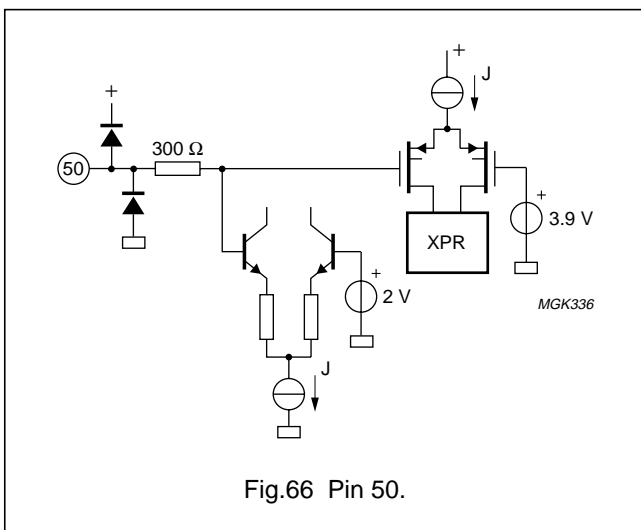 +
J
+
300 Ω
50
+
3.9 V
XPR
+
2 V
MGK336
J
Fig.66 Pin 50.